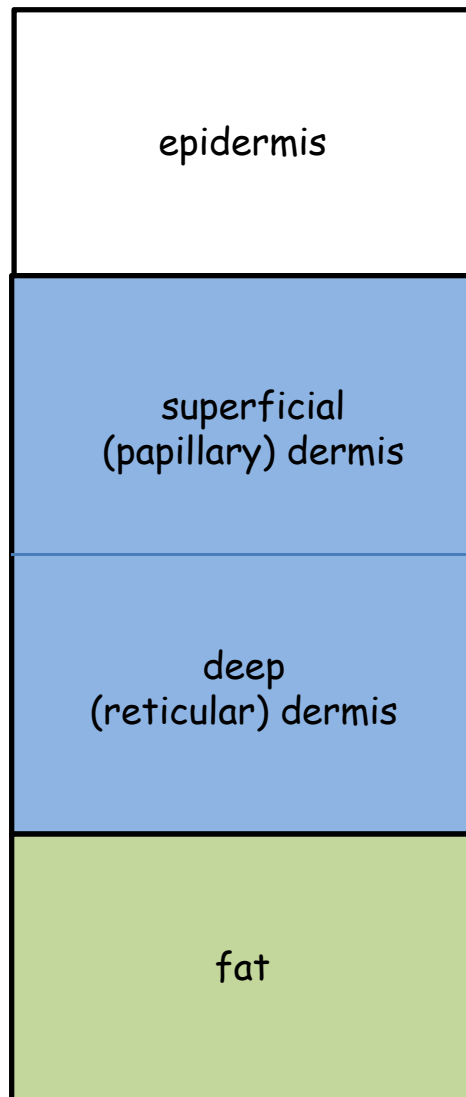 epidermis
superficial
(papillary) dermis
deep
(reticular) dermis
fat